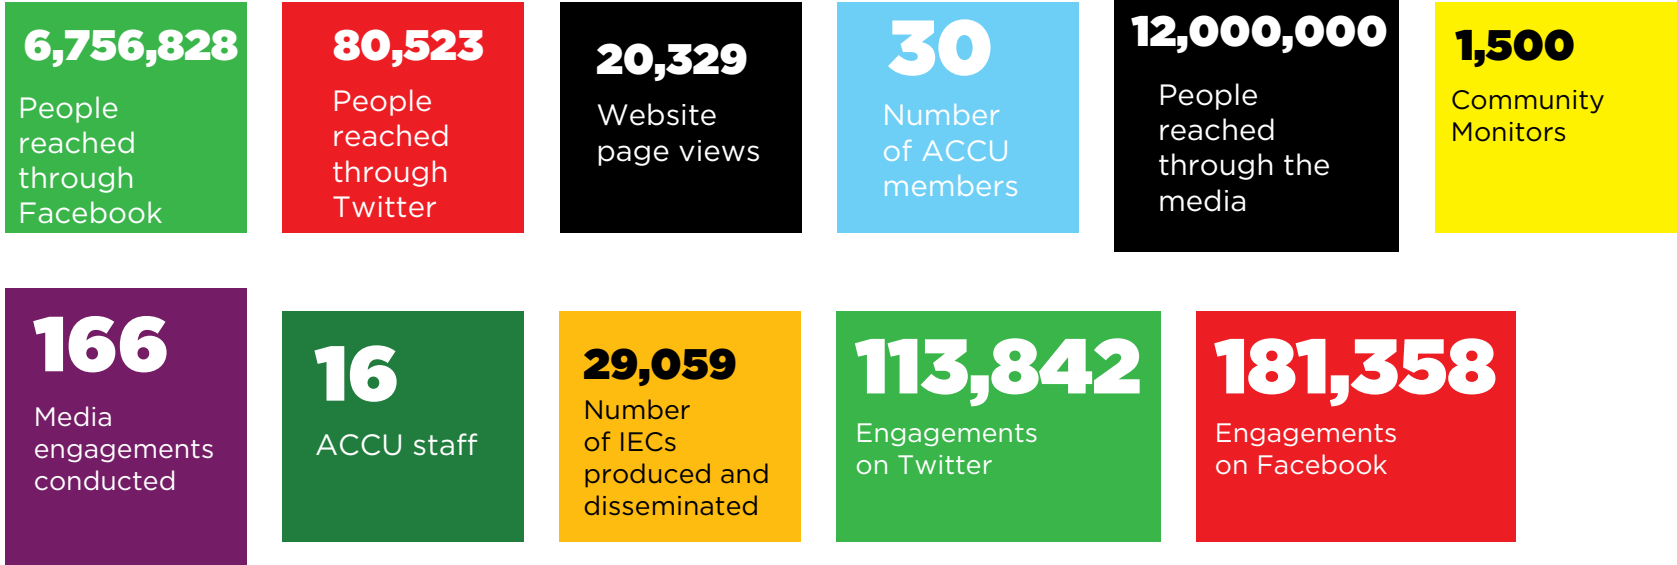 6,756,828
People
reached
through
Facebook
80,523
People
reached
through
Twitter
20,329
Website
page views
30
Number
of ACCU
members
12,000,000
People
reached
through the
media
1,500
Community
Monitors
166
Media
engagements
conducted
16
ACCU staff
29,059
Number
of IECs
produced and
disseminated
113,842
Engagements
on Twitter
181,358
Engagements
on Facebook